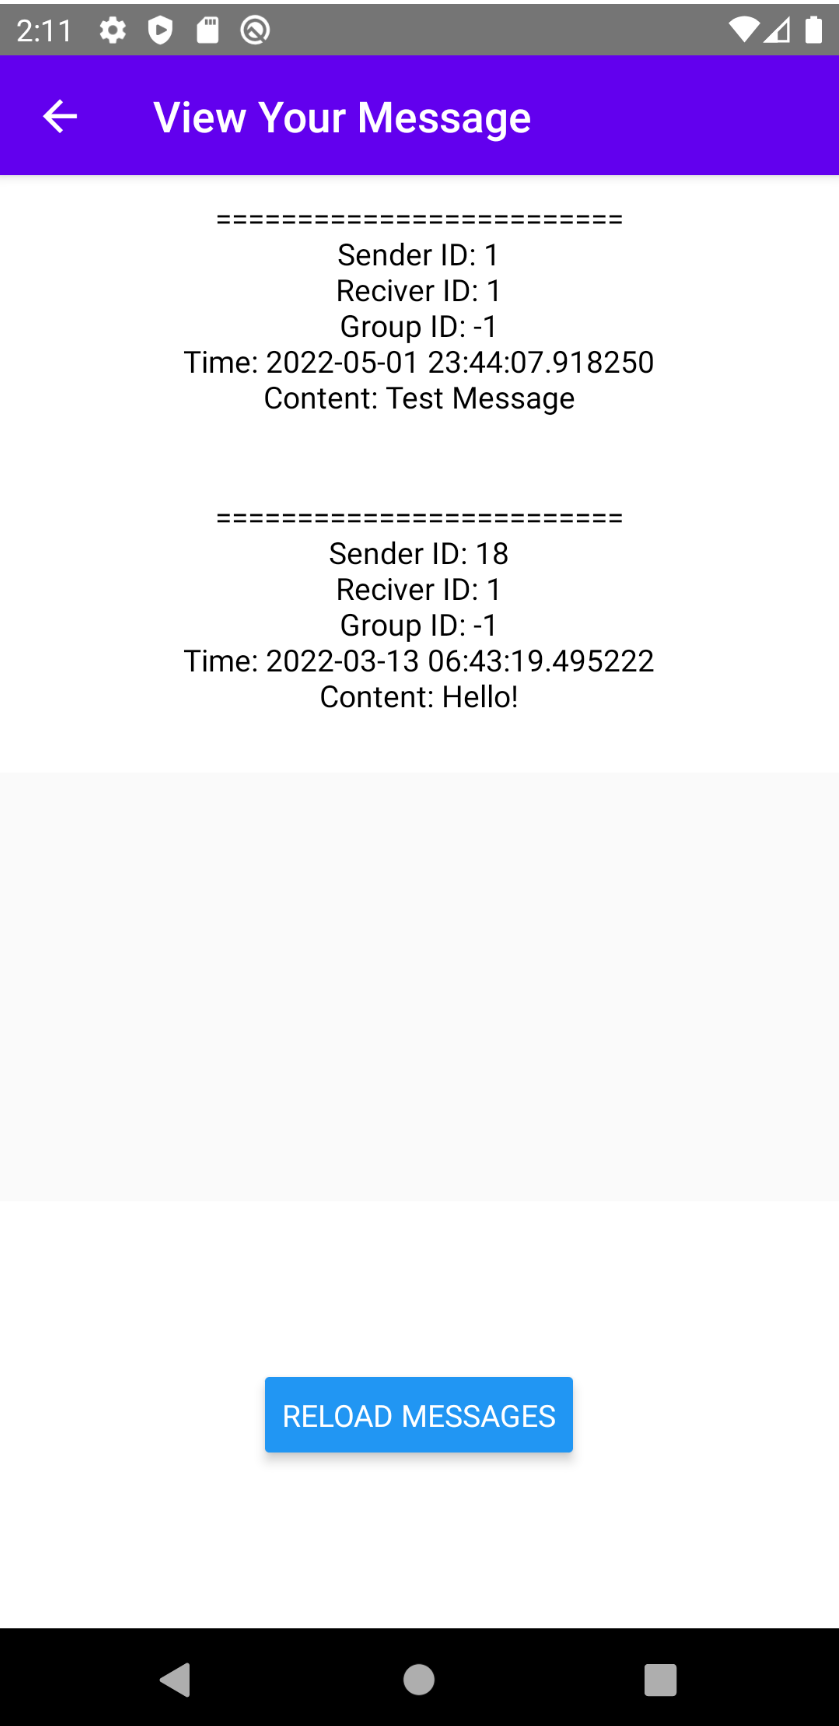 2:11
View Your Message
=========================
Sender ID: 1
Reciver ID: 1
Group ID: -1
Time: 2022-05-01 23:44:07.918250
Content: Test Message
=========================
Sender ID: 18
Reciver ID: 1
Group ID: -1
Time: 2022-03-13 06:43:19.495222
Content: Hello!
RELOAD MESSAGES